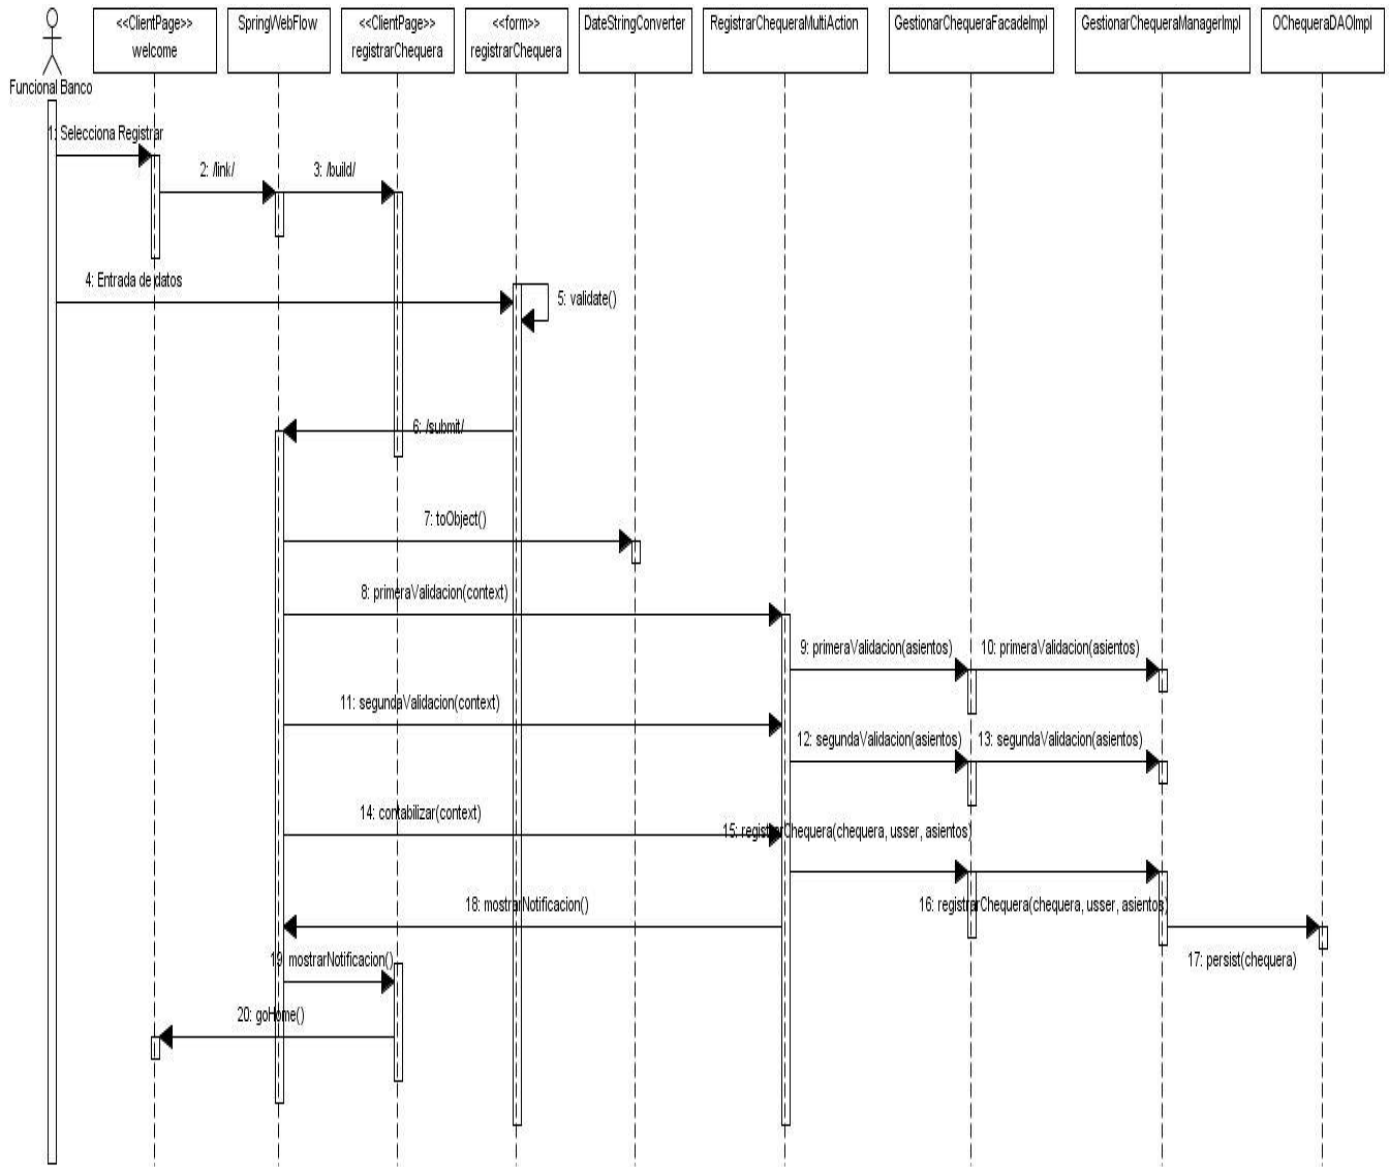 <<ClientPage>>
welcome
SpringWebFlow
<<ClientPage>>
registrarChequera
<<form>>
registrarChequera
DateStringConverter
RegistrarChequeraMultiAction
GestionarChequeraFacadeImpl
GestionarChequeraManagerImpl
OChequeraDAOImpl
Funcional Banco
1: Selecciona Registrar
2: /link/
3: /build/
4: Entrada de datos
5: validate()
6: /submit/
7: toObject()
8: primeraValidacion(context)
9: primeraValidacion(asientos)
10: primeraValidacion(asientos)
11: segundaValidacion(context)
12: segundaValidacion(asientos)
13: segundaValidacion(asientos)
14: contabilizar(context)
15: registrarChequera(chequera, usser, asientos)
16: registrarChequera(chequera, usser, asientos)
18: mostrarNotificacion()
17: persist(chequera)
19 mostrarNotificacion()
20: goHome()